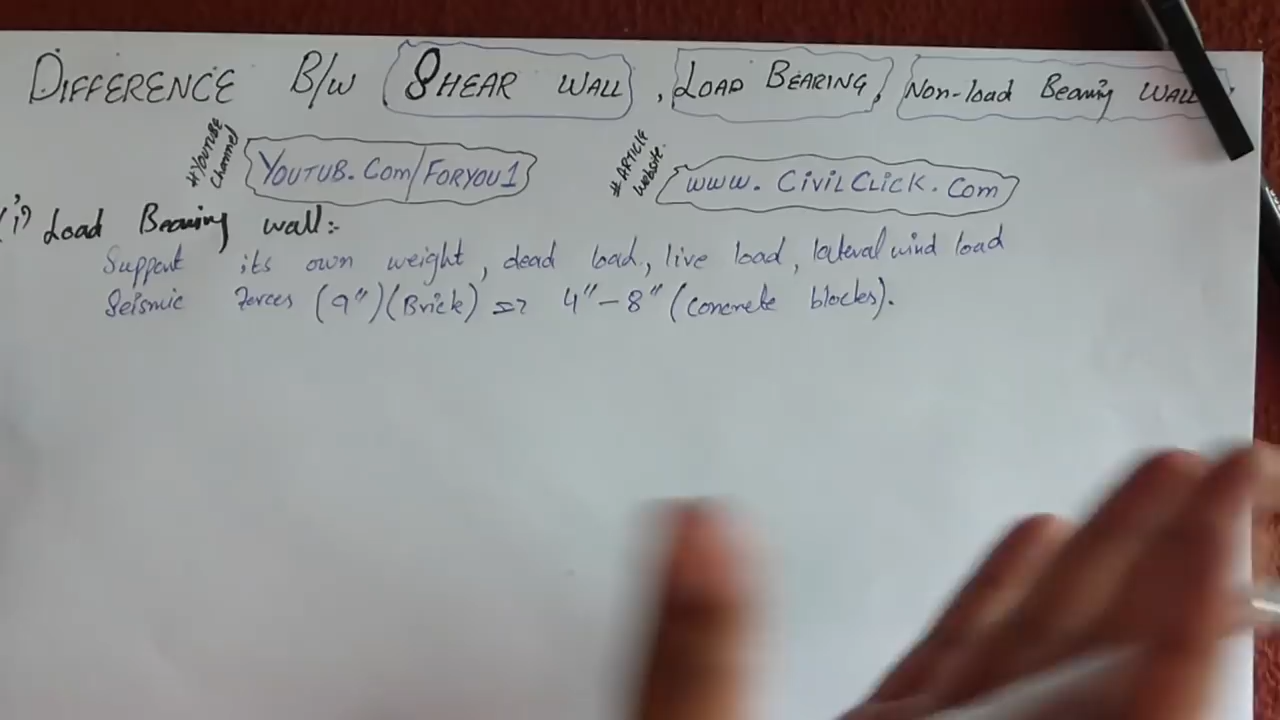 DIFFERENCE B/W SHEAR WALL, LOAD BEARING, Non-load Bearing WALL.
#YOUTUBE Channel
YOUTUB.COM/FORYOU1
#ARTICLE website.
WWW.CIVILCLICK.COM
(i) Load Bearing wall:-
Support its own weight, dead load, live load, lateral wind load
Seismic Forces (9")(Brick) => 4"-8" (concrete blocks).